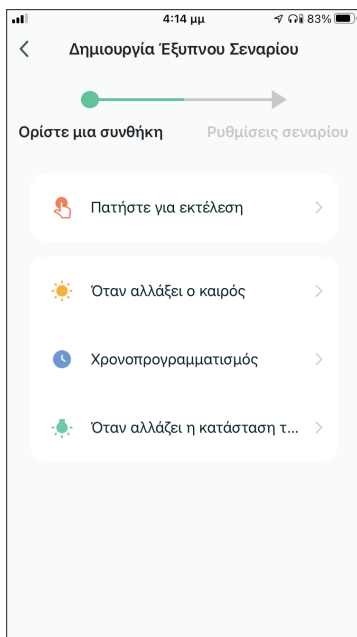 4:14 μμ 83%
Δημιουργία Έξυπνου Σεναρίου
Ορίστε μια συνθήκη Ρυθμίσεις σεναρίου
Πατήστε για εκτέλεση
Όταν αλλάξει ο καιρός
Χρονοπρογραμματισμός
Όταν αλλάζει η κατάσταση τ...